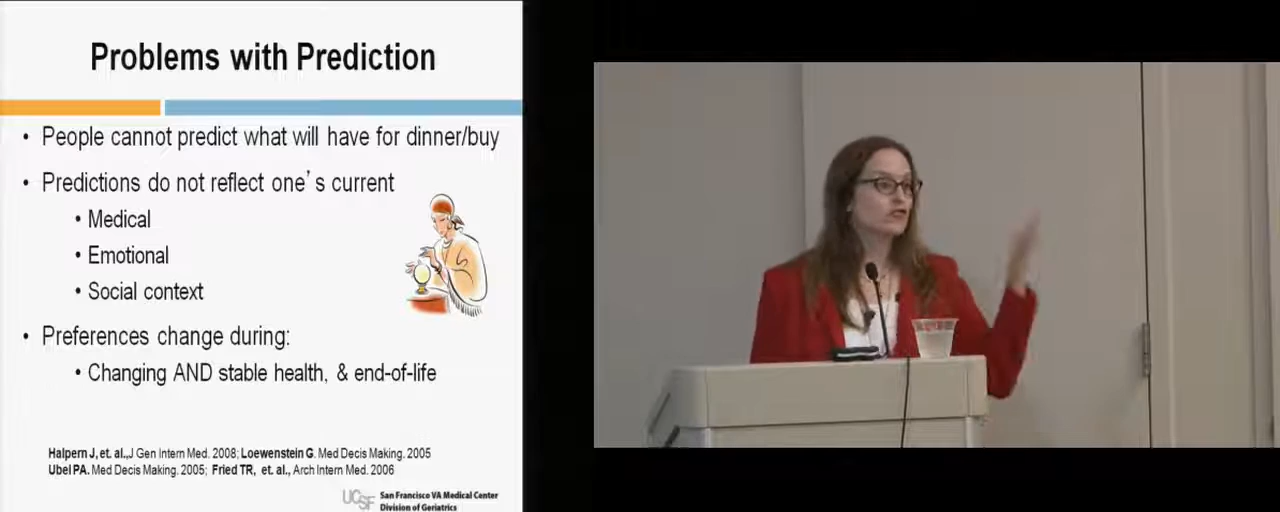 Problems with Prediction
• People cannot predict what will have for dinner/buy
• Predictions do not reflect one's current
• Medical
• Emotional
• Social context
• Preferences change during:
• Changing AND stable health, & end-of-life
Halpern J, et. al.,J Gen Intern Med. 2008; Loewenstein G. Med Decis Making. 2005
Ubel PA. Med Decis Making. 2005; Fried TR, et. al., Arch Intern Med. 2006
UCSF San Francisco VA Medical Center
Division of Geriatrics